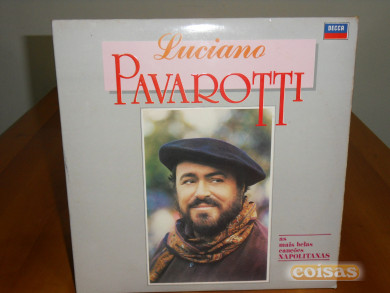 DECCA
Luciano
PAVAROTTI
as
mais belas
canções
NAPOLITANAS
coisas